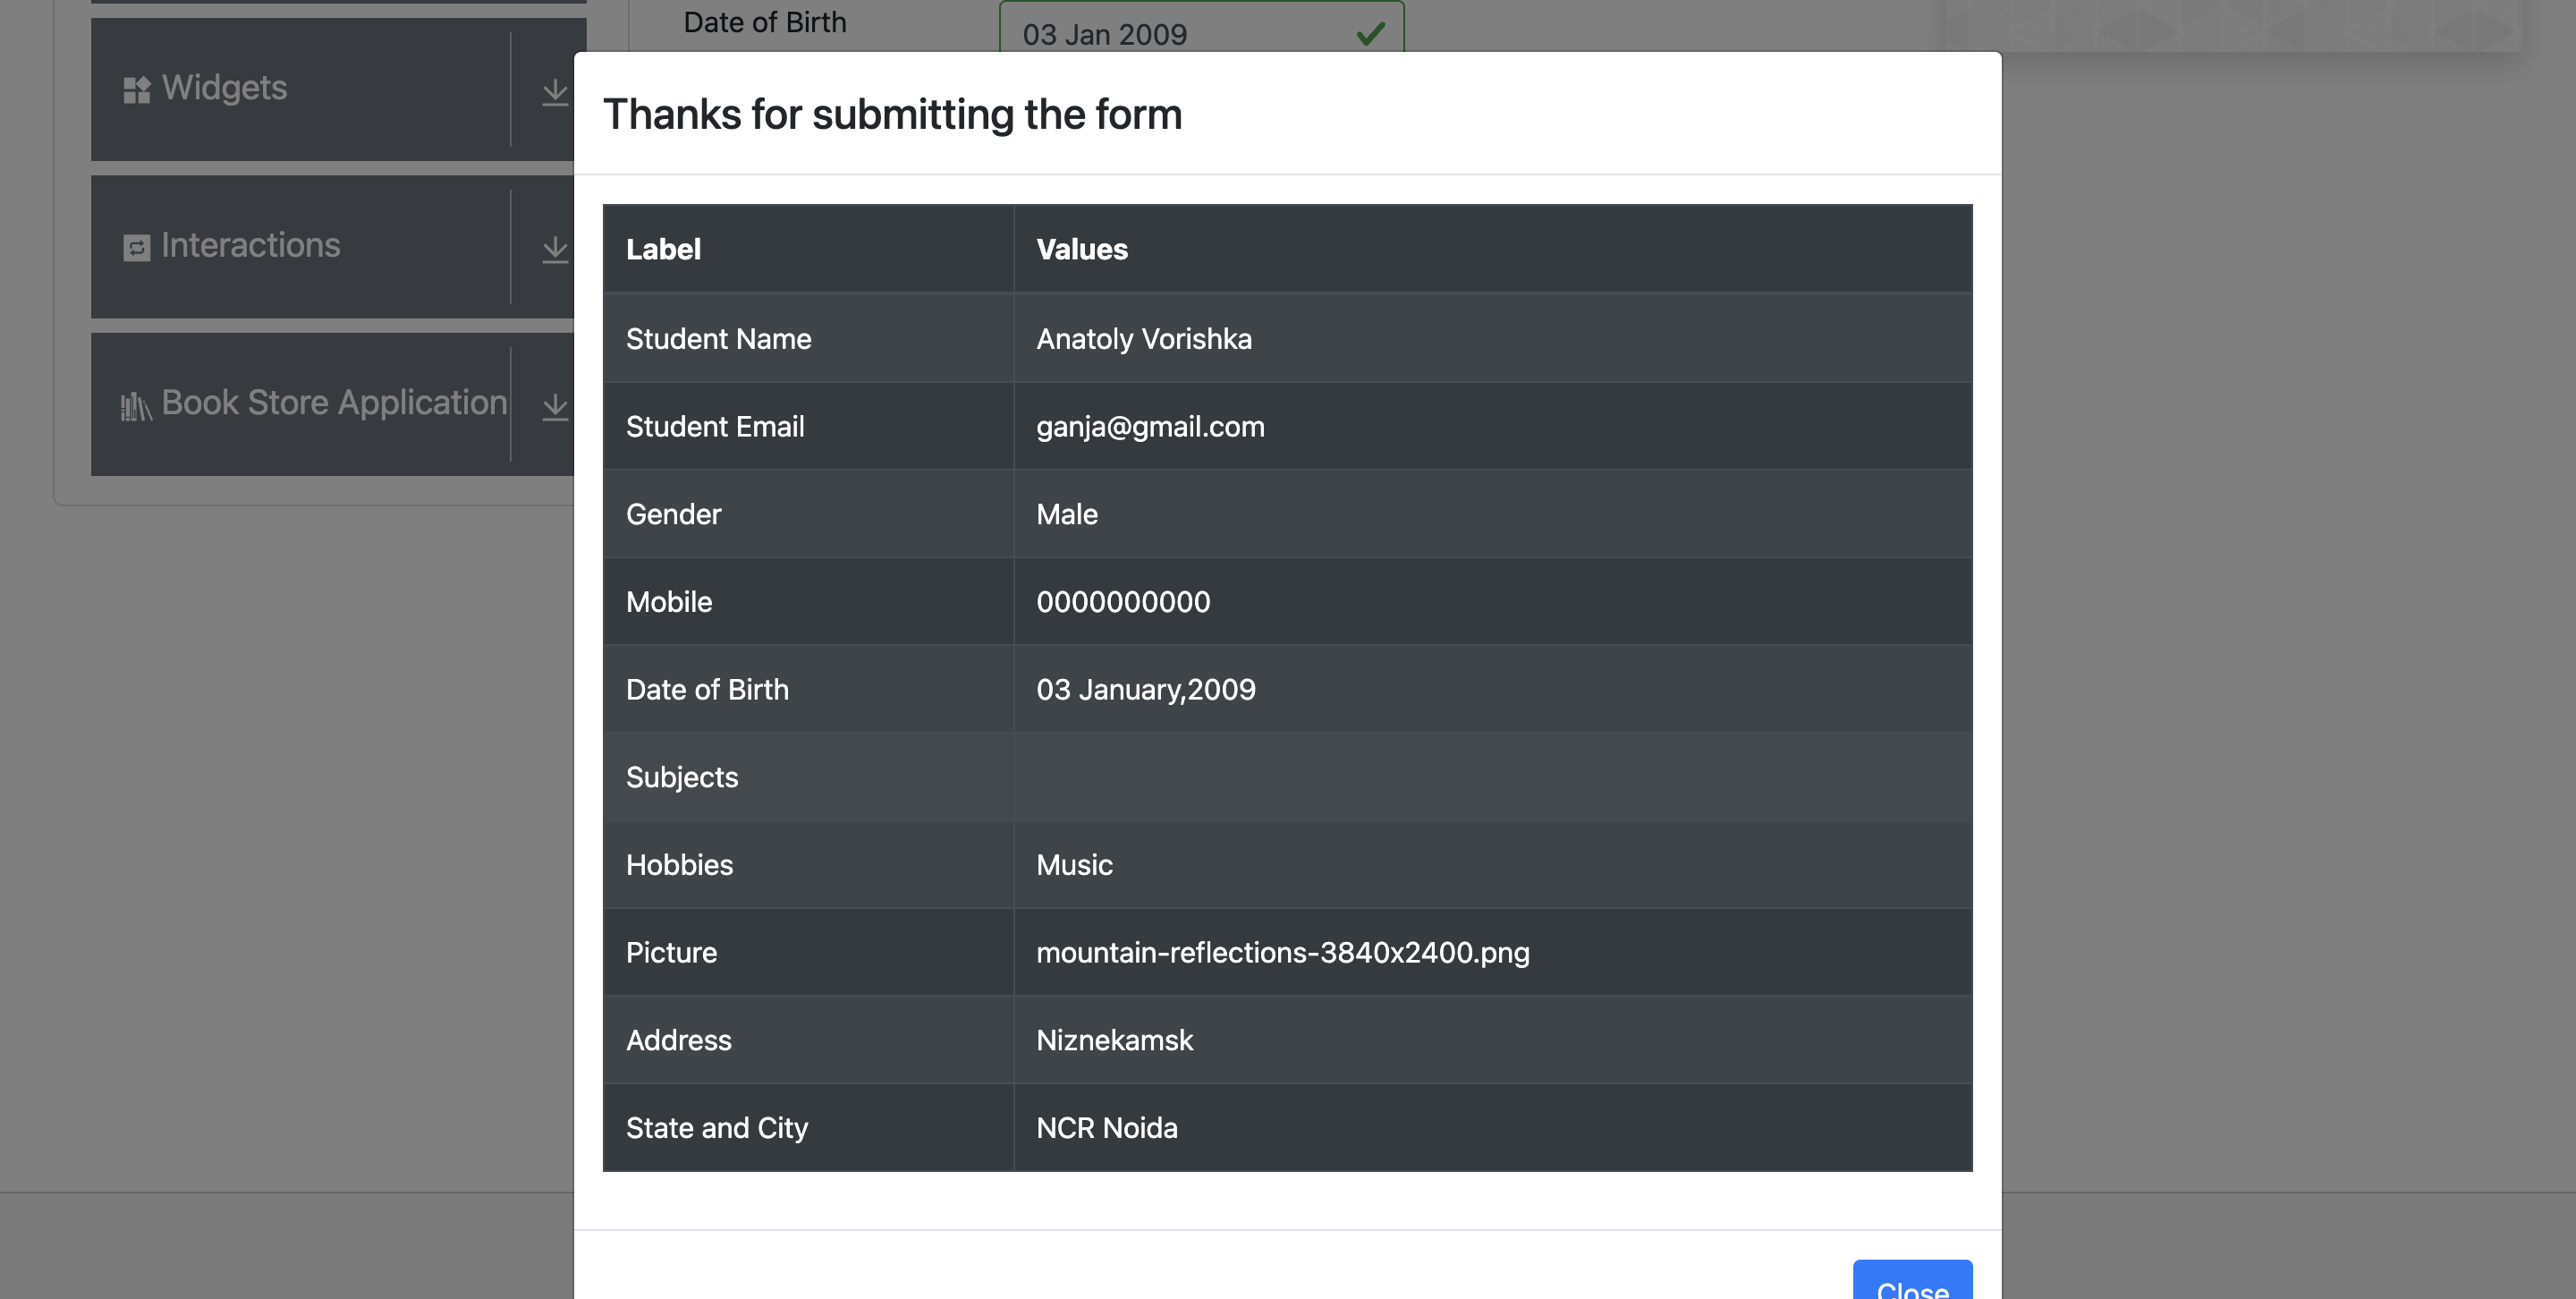 Date of Birth
03 Jan 2009
Widgets
Interactions
Book Store Application
Thanks for submitting the form
Label Values
Student Name Anatoly Vorishka
Student Email ganja@gmail.com
Gender Male
Mobile 0000000000
Date of Birth 03 January,2009
Subjects
Hobbies Music
Picture mountain-reflections-3840x2400.png
Address Niznekamsk
State and City NCR Noida
Close